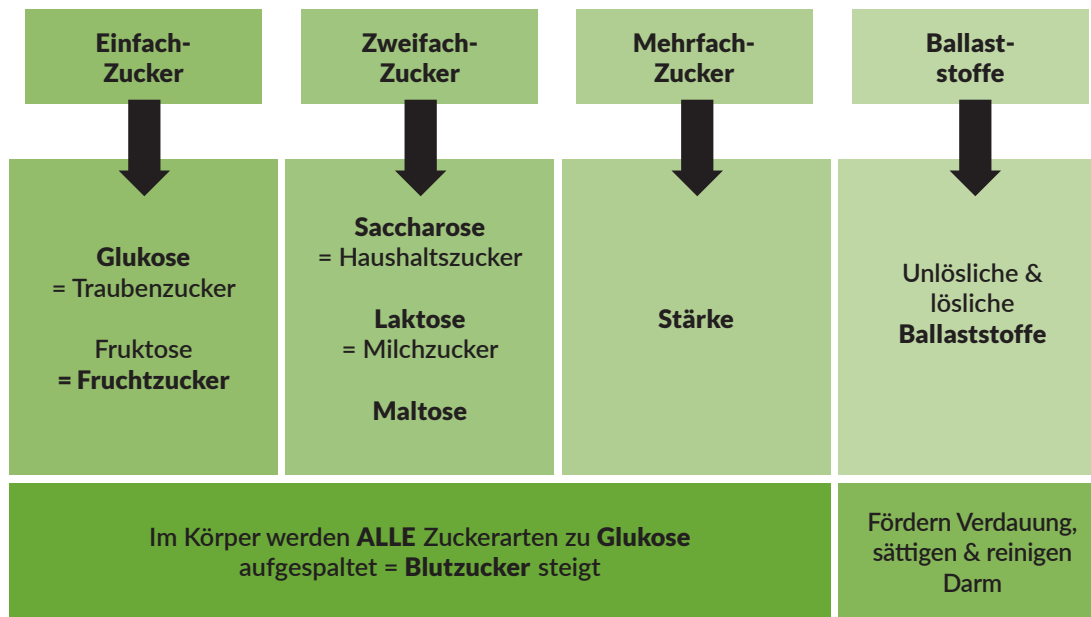 Einfach-
Zucker
Zweifach-
Zucker
Mehrfach-
Zucker
Ballast-
stoffe
Glukose
= Traubenzucker
Fruktose
= Fruchtzucker
Saccharose
= Haushaltszucker
Laktose
= Milchzucker
Maltose
Stärke
Unlösliche &
lösliche
Ballaststoffe
Im Körper werden ALLE Zuckerarten zu Glukose
aufgespaltet = Blutzucker steigt
Fördern Verdauung,
sättigen & reinigen
Darm